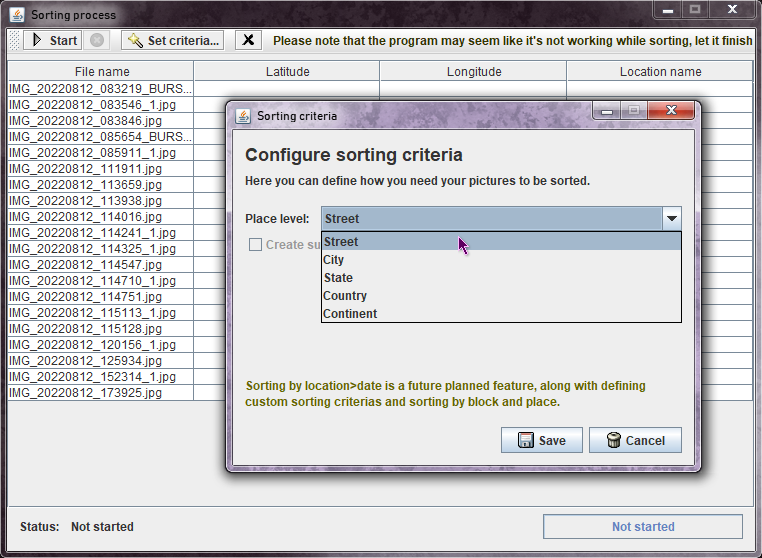 Sorting process
Start Set criteria... Please note that the program may seem like it's not working while sorting, let it finish
File name Latitude Longitude Location name
IMG_20220812_083219_BURS...
IMG_20220812_083546_1.jpg
IMG_20220812_083846.jpg
IMG_20220812_085654_BURS...
IMG_20220812_085911_1.jpg
IMG_20220812_111911.jpg
IMG_20220812_113659.jpg
IMG_20220812_113938.jpg
IMG_20220812_114016.jpg
IMG_20220812_114241_1.jpg
IMG_20220812_114325_1.jpg
IMG_20220812_114547.jpg
IMG_20220812_114710_1.jpg
IMG_20220812_114751.jpg
IMG_20220812_115113_1.jpg
IMG_20220812_115128.jpg
IMG_20220812_120156_1.jpg
IMG_20220812_125934.jpg
IMG_20220812_152314_1.jpg
IMG_20220812_173925.jpg
Sorting criteria
Configure sorting criteria
Here you can define how you need your pictures to be sorted.
Place level: Street
Create su
Street
City
State
Country
Continent
Sorting by location>date is a future planned feature, along with defining
custom sorting criterias and sorting by block and place.
Save Cancel
Status: Not started Not started